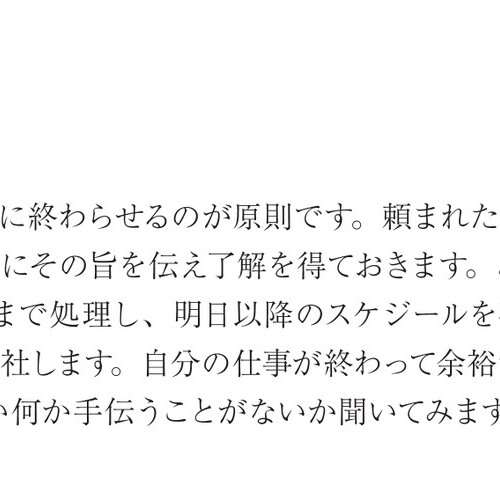 に終わらせるのが原則です。頼まれた
にその旨を伝え了解を得ておきます。
まで処理し、明日以降のスケジールを
社します。自分の仕事が終わって余裕
い何か手伝うことがないか聞いてみます